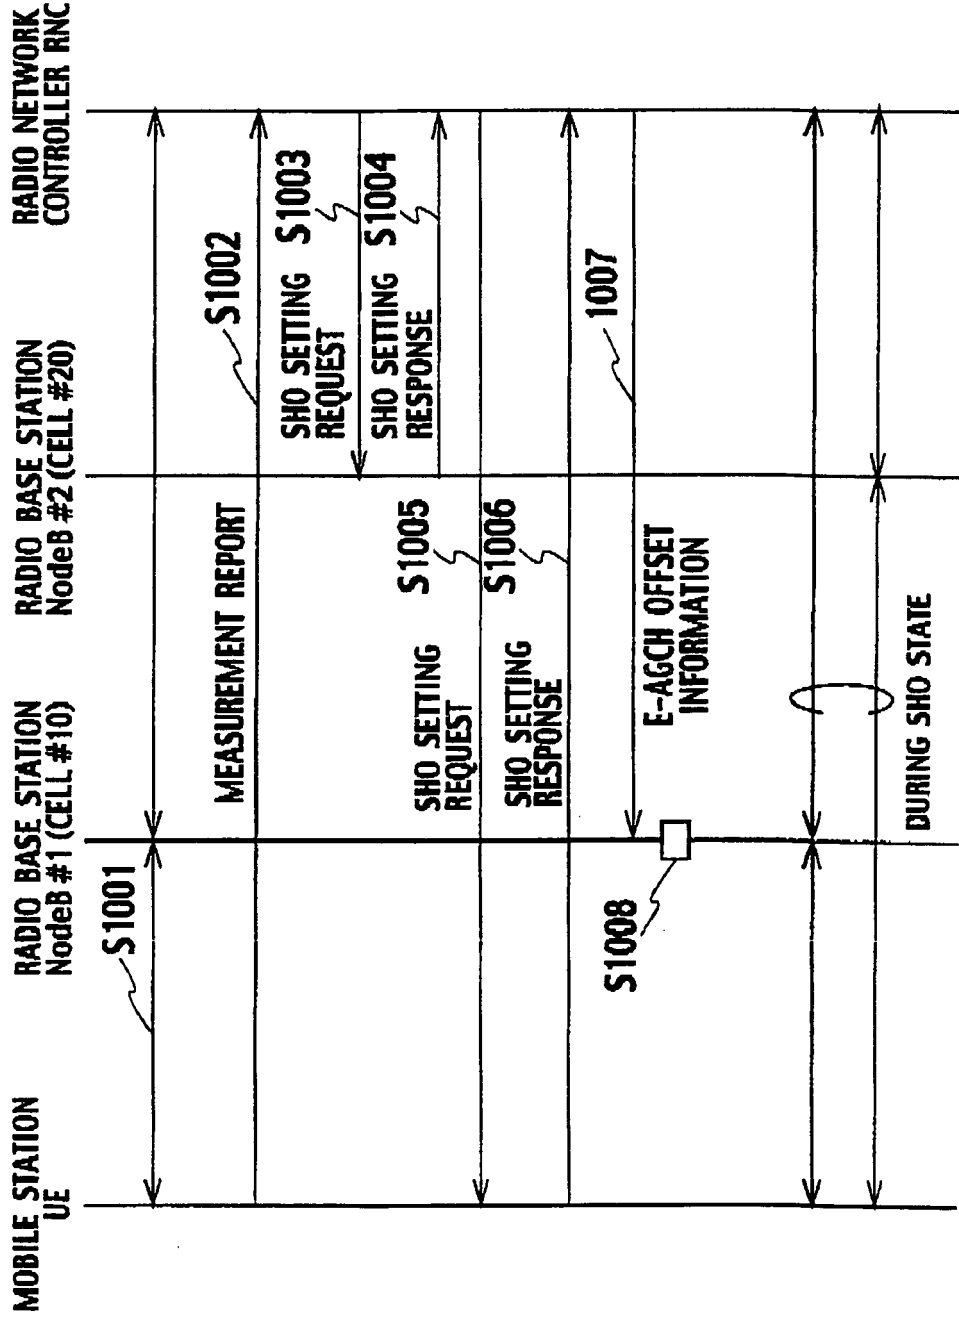 MOBILE STATION
UE
RADIO BASE STATION
NodeB #1 (CELL #10)
RADIO BASE STATION
NodeB #2 (CELL #20)
RADIO NETWORK
CONTROLLER RNC
S1001
S1002
MEASUREMENT REPORT
SHO SETTING
REQUEST
S1003
SHO SETTING
RESPONSE
S1004
SHO SETTING
REQUEST
S1005
SHO SETTING
RESPONSE
S1006
1007
E-AGCH OFFSET
INFORMATION
S1008
DURING SHO STATE